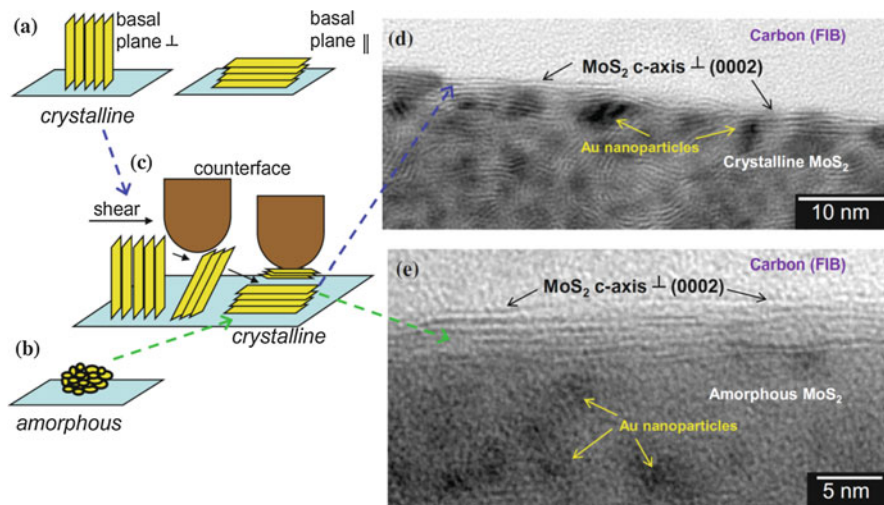 (a)
basal
plane ⊥
basal
plane ∥
crystalline
(c)
counterface
shear
crystalline
(b)
amorphous
(d)
Carbon (FIB)
MoS₂ c-axis ⊥ (0002)
Au nanoparticles
Crystalline MoS₂
10 nm
(e)
Carbon (FIB)
MoS₂ c-axis ⊥ (0002)
Amorphous MoS₂
Au nanoparticles
5 nm